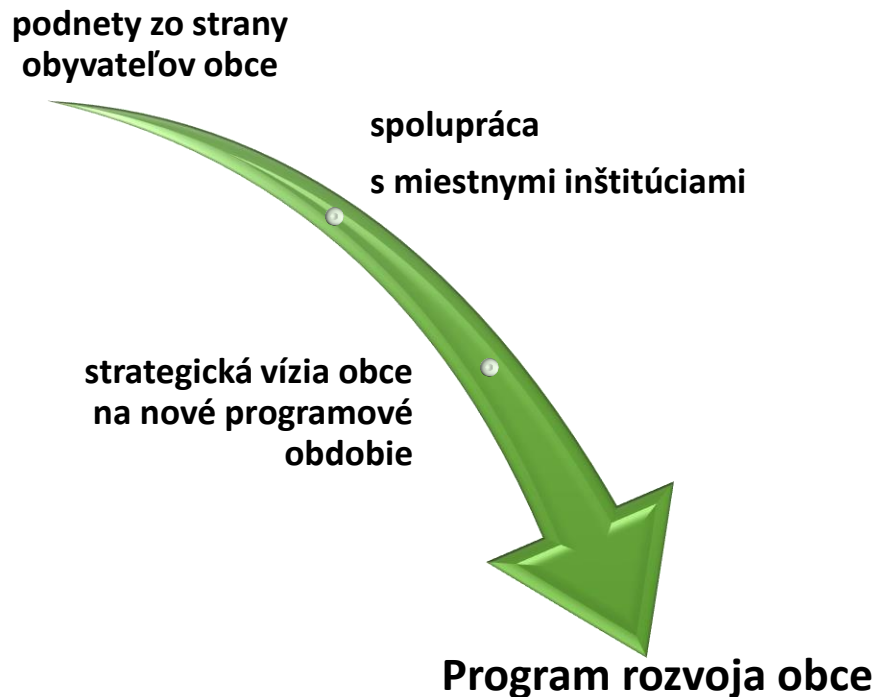 podnety zo strany
obyvateľov obce
spolupráca
s miestnymi inštitúciami
strategická vízia obce
na nové programové
obdobie
Program rozvoja obce